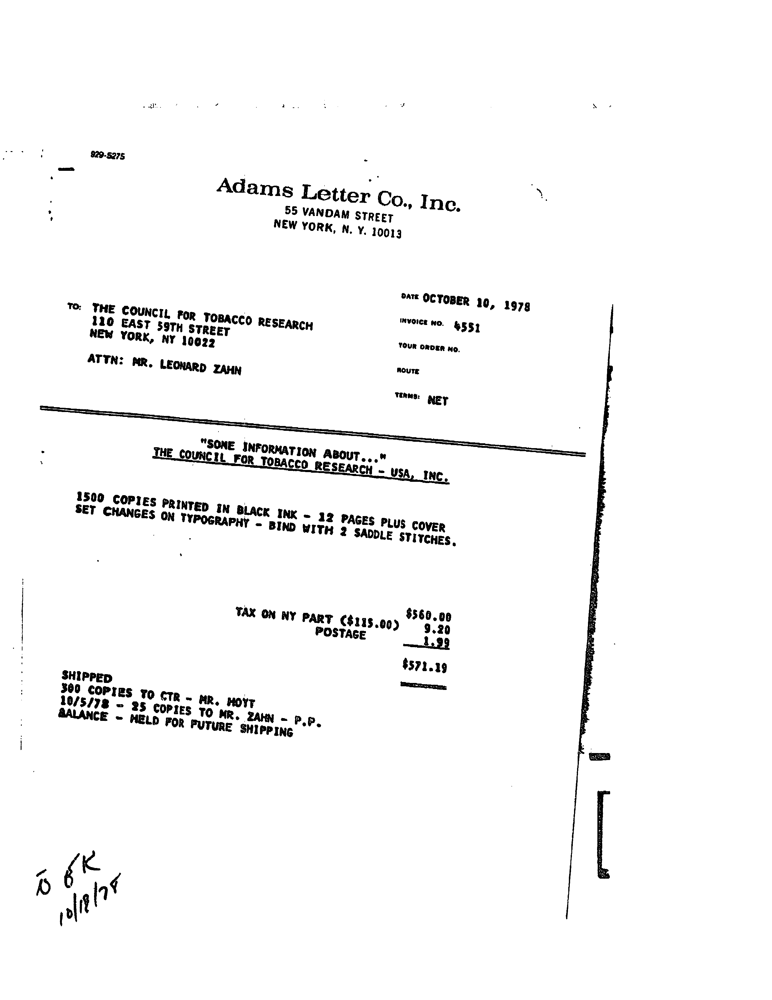 929-5275
Adams Letter Co., Inc.
55 VANDAM STREET
NEW YORK, N. Y. 10013
DATE OCTOBER 10, 1978
TO: THE COUNCIL FOR TOBACCO RESEARCH
110 EAST 59TH STREET
NEW YORK, NY 10022
INVOICE NO. 4551
YOUR ORDER NO.
ATTN: MR. LEONARD ZAHN
ROUTE
TERMS: NET
"SOME INFORMATION ABOUT..."
THE COUNCIL FOR TOBACCO RESEARCH - USA, INC.
1500 COPIES PRINTED IN BLACK INK - 12 PAGES PLUS COVER
SET CHANGES ON TYPOGRAPHY - BIND WITH 2 SADDLE STITCHES.
$560.00
TAX ON NY PART ($115.00) 9.20
POSTAGE 1.99
$571.19
SHIPPED
300 COPIES TO CTR - MR. HOYT
10/5/78 - 25 COPIES TO MR. ZAHN - P.P.
BALANCE - HELD FOR FUTURE SHIPPING
OK
10/18/78